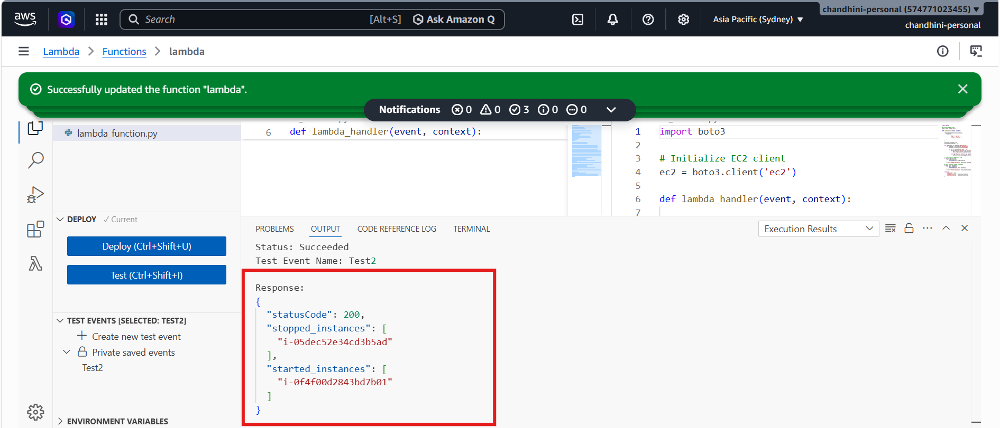 chandhini-personal (574771023455) ▼
aws
Search [Alt+S] Ask Amazon Q
Asia Pacific (Sydney) ▼
chandhini-personal
Lambda > Functions > lambda
Successfully updated the function "lambda".
Notifications 0 0 3 0 0
lambda_function.py
6 def lambda_handler(event, context):
1 import boto3
2
3 # Initialize EC2 client
4 ec2 = boto3.client('ec2')
5
6 def lambda_handler(event, context):
7
DEPLOY ✓ Current
Deploy (Ctrl+Shift+U)
Test (Ctrl+Shift+I)
TEST EVENTS [SELECTED: TEST2]
Create new test event
Private saved events
Test2
ENVIRONMENT VARIABLES
PROBLEMS OUTPUT CODE REFERENCE LOG TERMINAL
Execution Results
Status: Succeeded
Test Event Name: Test2
Response:
{
"statusCode": 200,
"stopped_instances": [
"i-05dec52e34cd3b5ad"
],
"started_instances": [
"i-0f4f00d2843bd7b01"
]
}